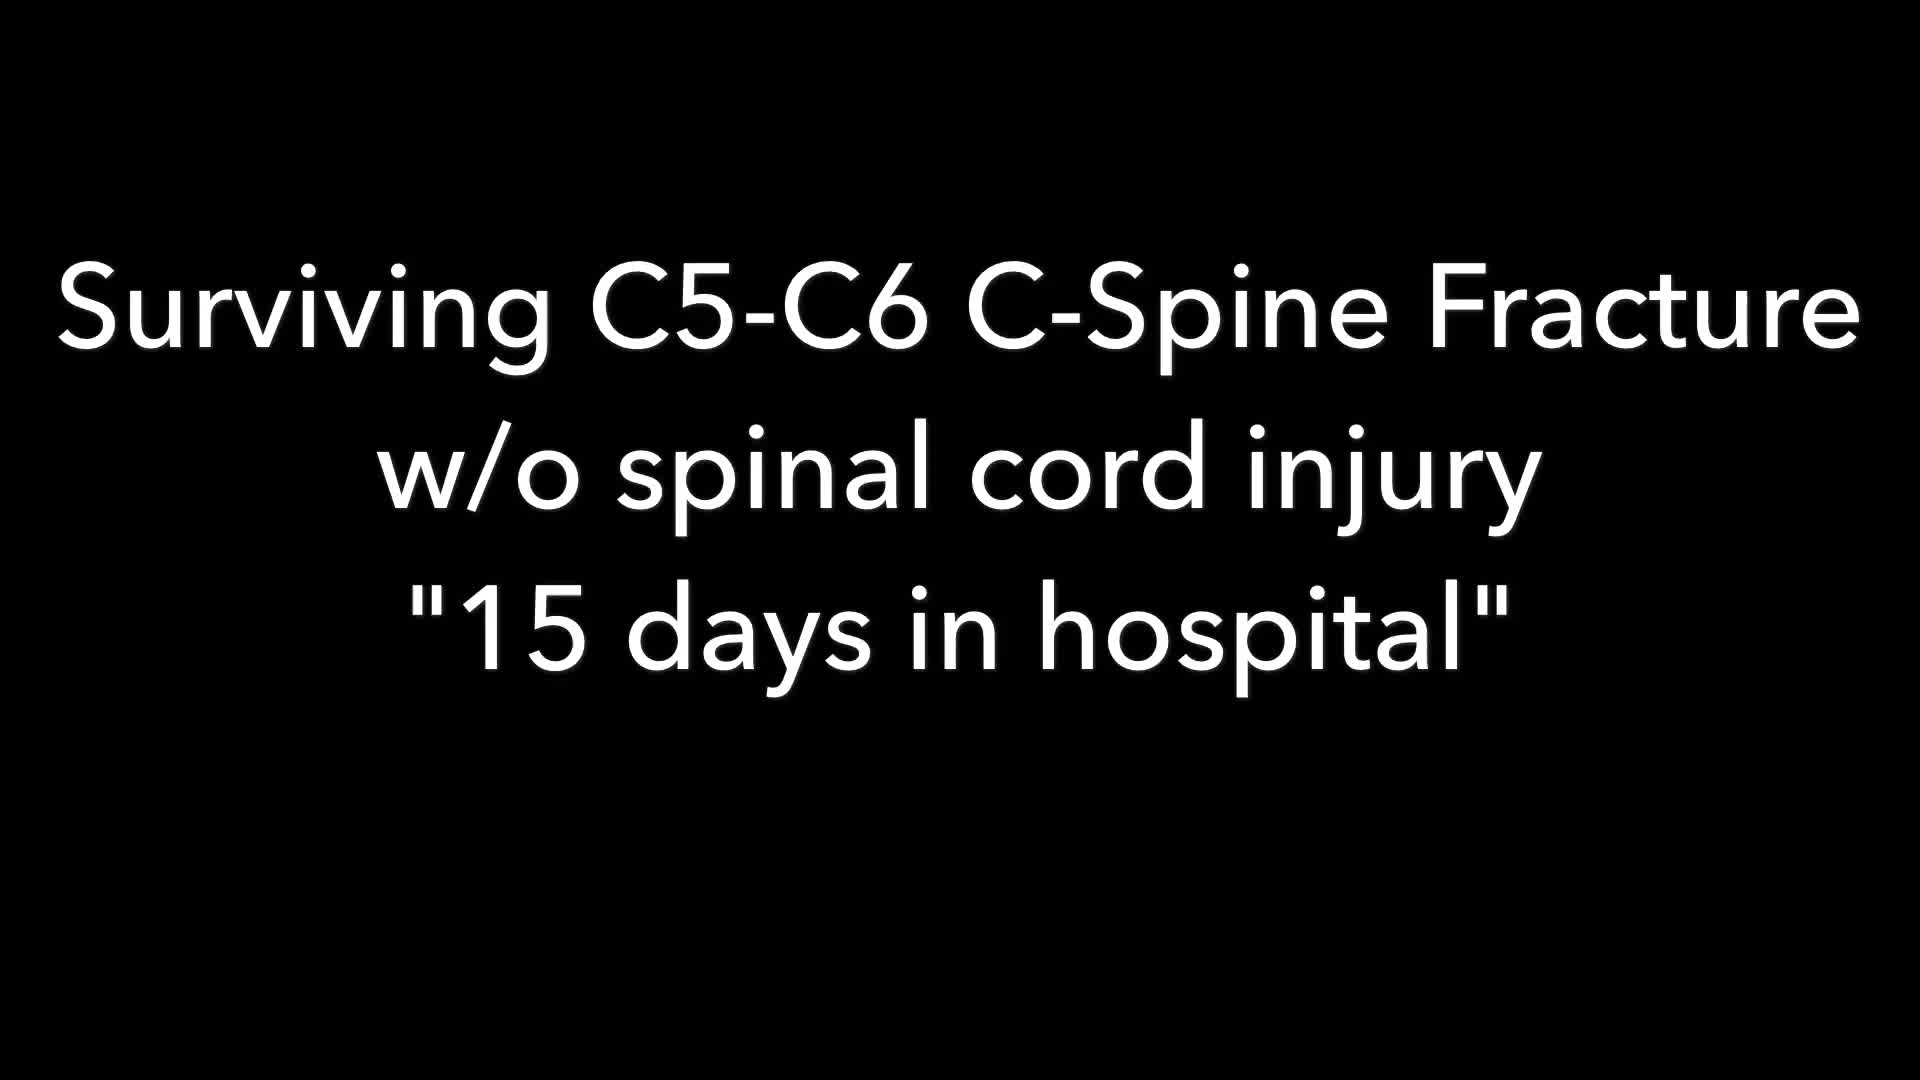 Surviving C5-C6 C-Spine Fracture
w/o spinal cord injury
"15 days in hospital"